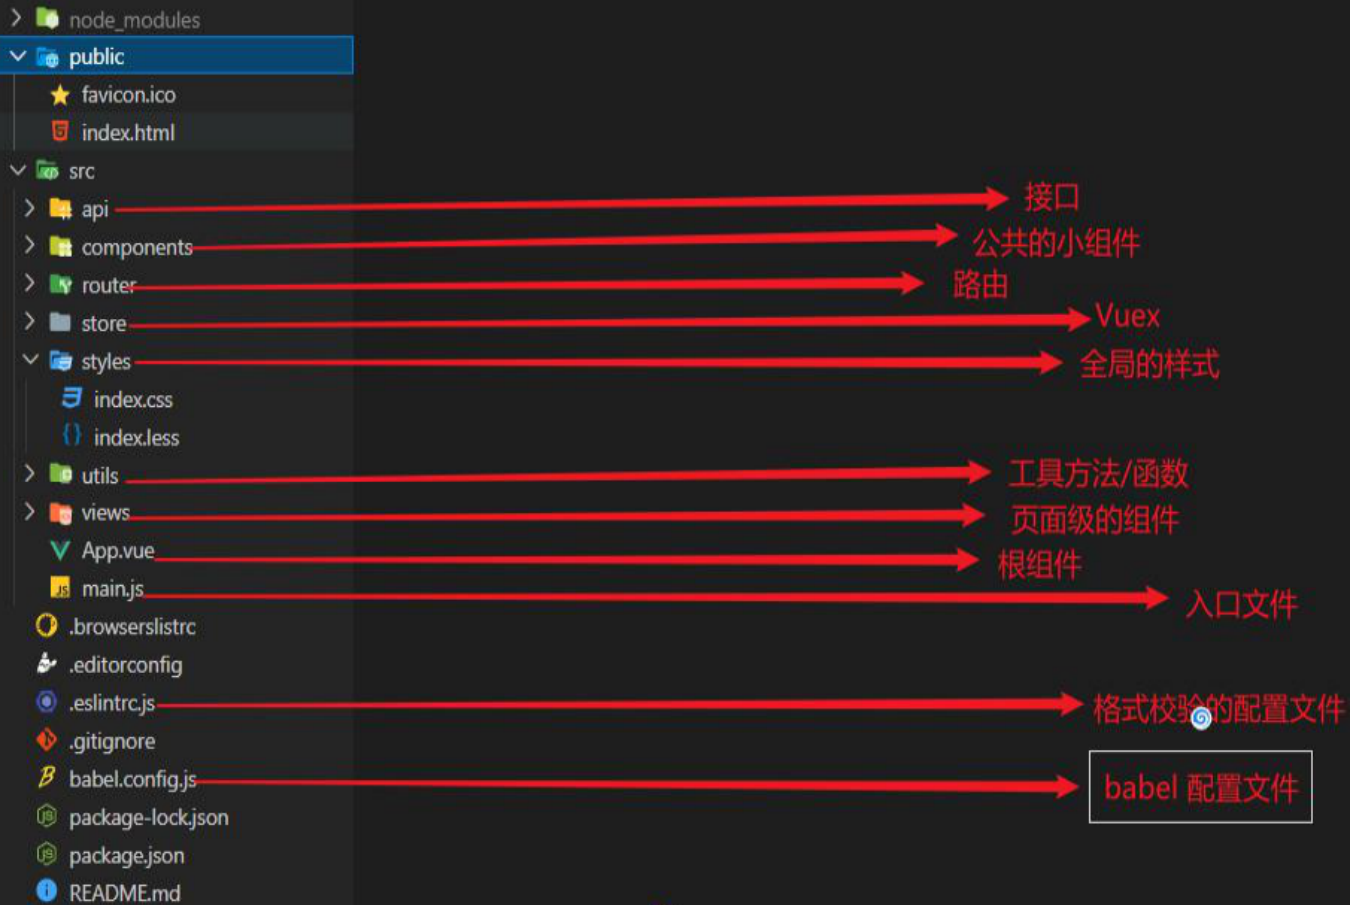 node_modules
public
favicon.ico
index.html
src
api 接口
components 公共的小组件
router 路由
store Vuex
styles 全局的样式
index.css
index.less
utils 工具方法/函数
views 页面级的组件
App.vue 根组件
main.js 入口文件
.browserslistrc
.editorconfig
.eslintrc.js 格式校验的配置文件
.gitignore
babel.config.js babel 配置文件
package-lock.json
package.json
README.md